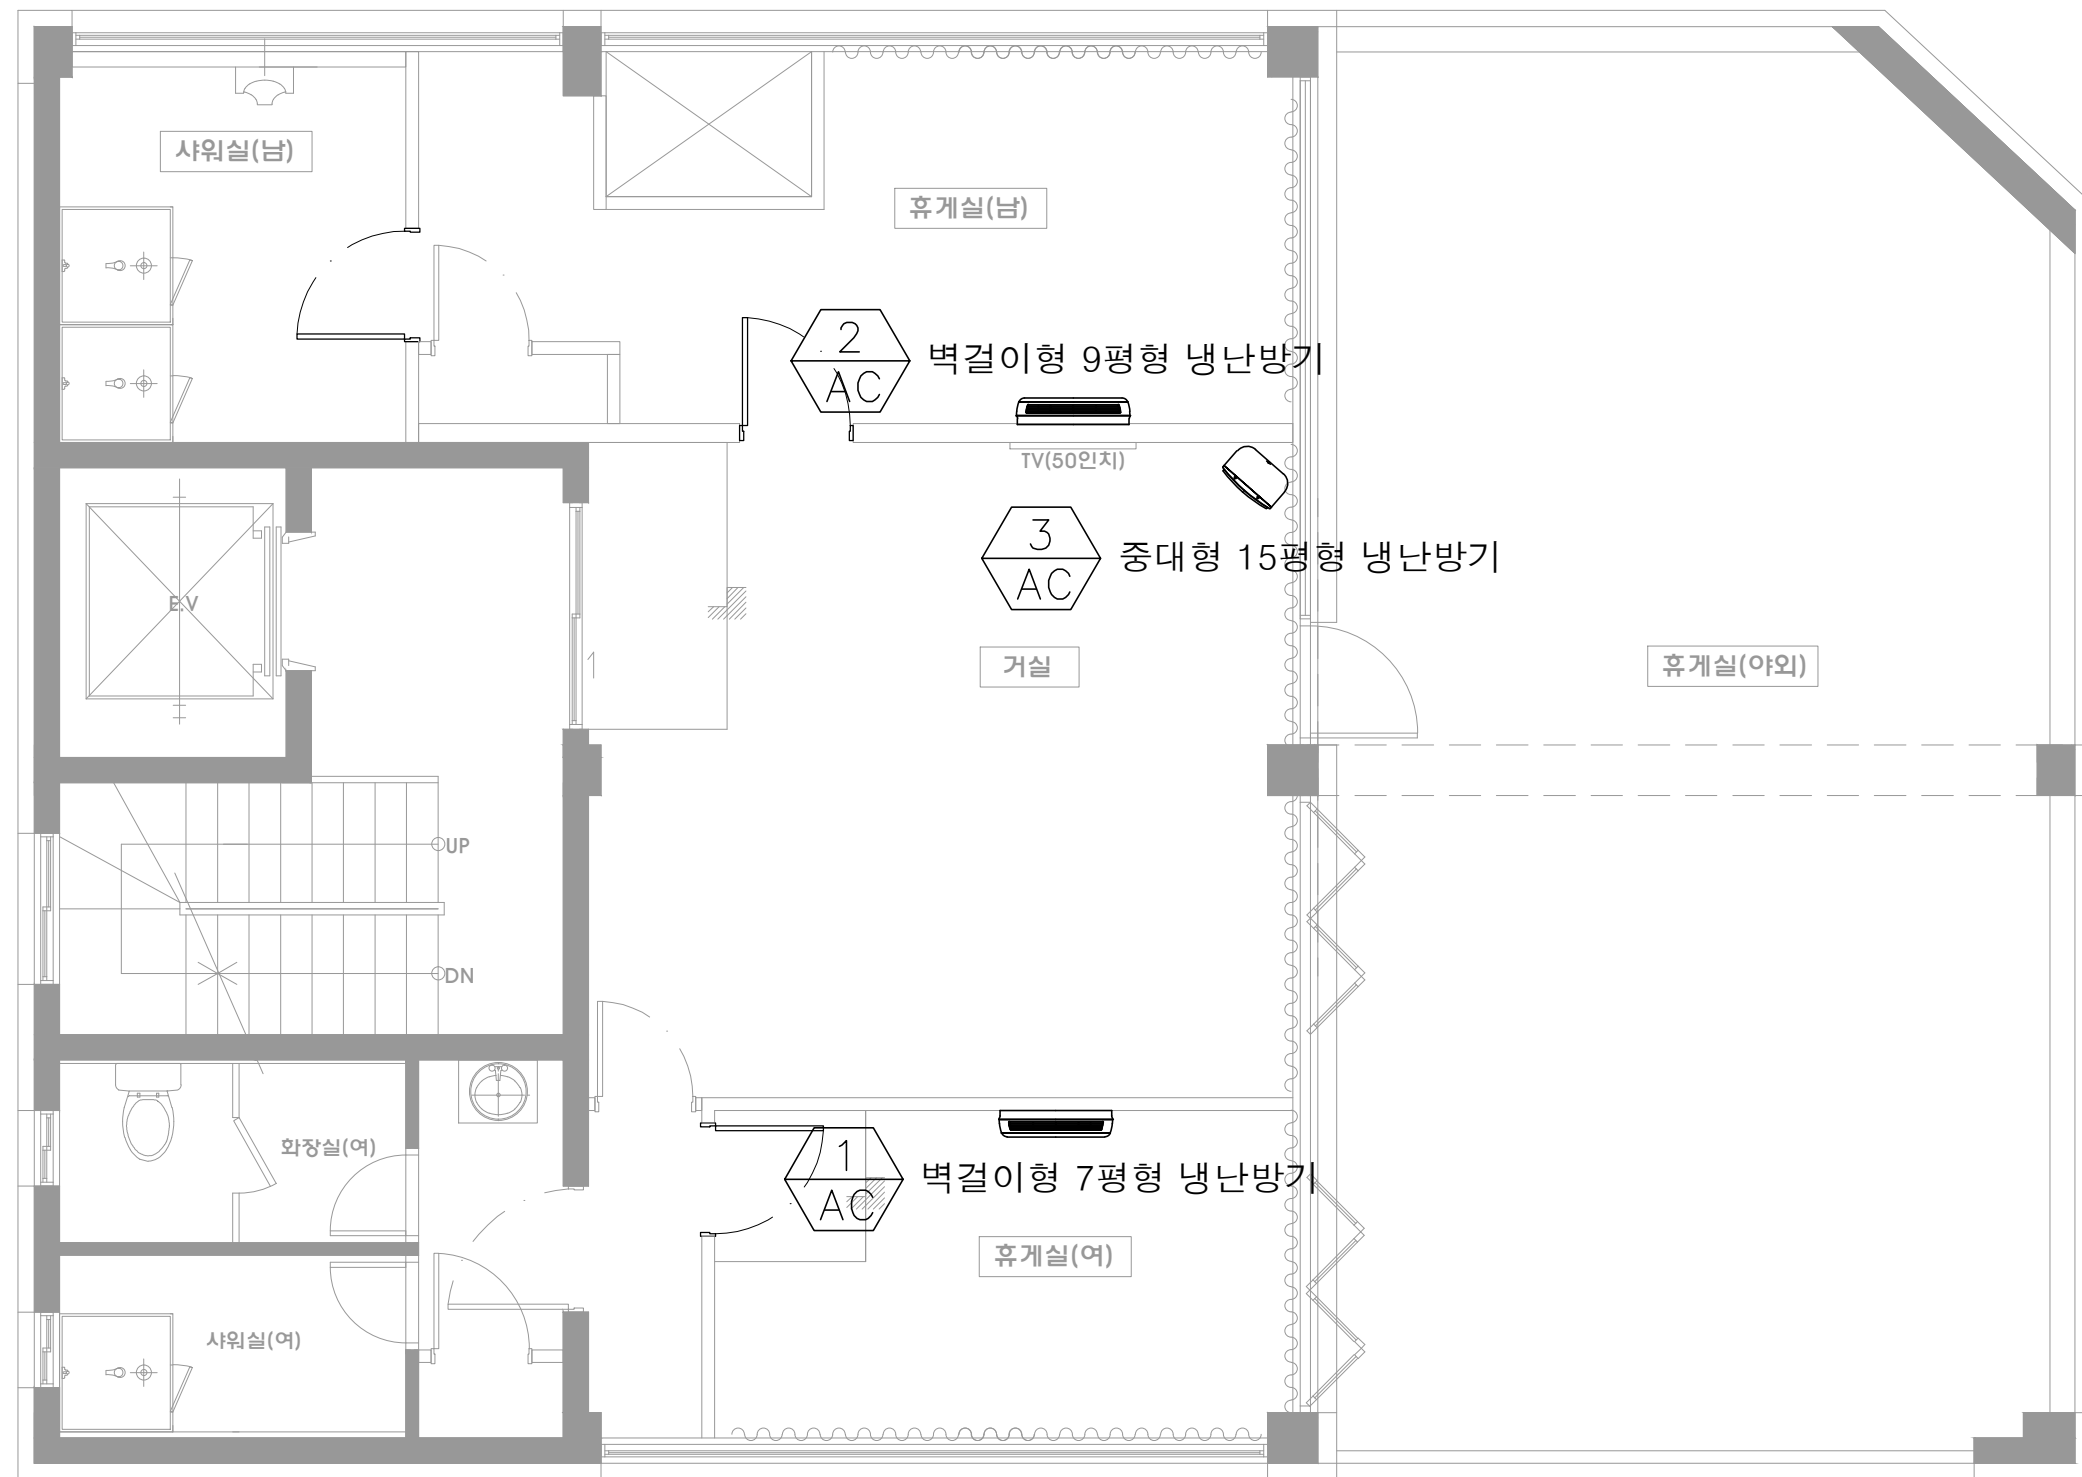 샤워실(남)
휴게실(남)
2
AC
벽걸이형 9평형 냉난방기
TV(50인치)
3
AC
중대형 15평형 냉난방기
E.V
1
거실
휴게실(야외)
UP
DN
화장실(여)
1
AC
벽걸이형 7평형 냉난방기
휴게실(여)
샤워실(여)